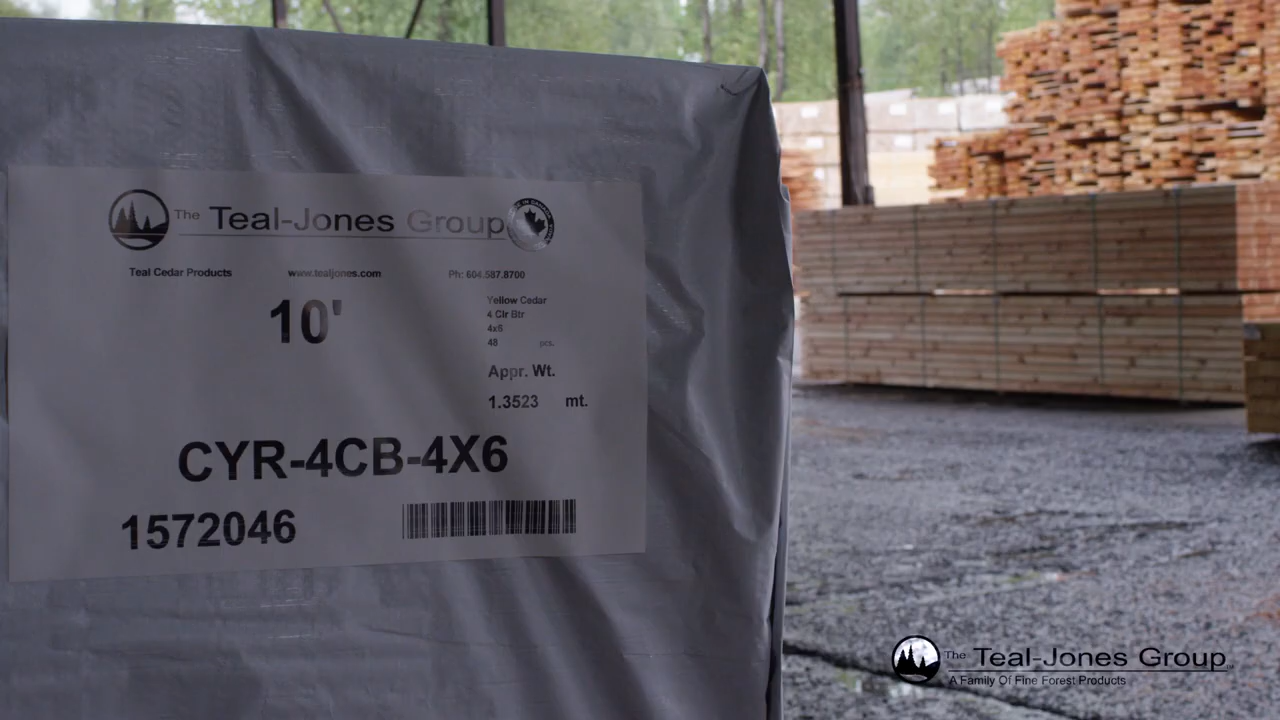 The Teal-Jones Group
Teal Cedar Products www.tealjones.com Ph: 604.587.8700
10'
Yellow Cedar
4 Clr Btr
4x6
48 pcs.
Appr. Wt.
1.3523 mt.
CYR-4CB-4X6
1572046
The Teal-Jones Group
A Family Of Fine Forest Products